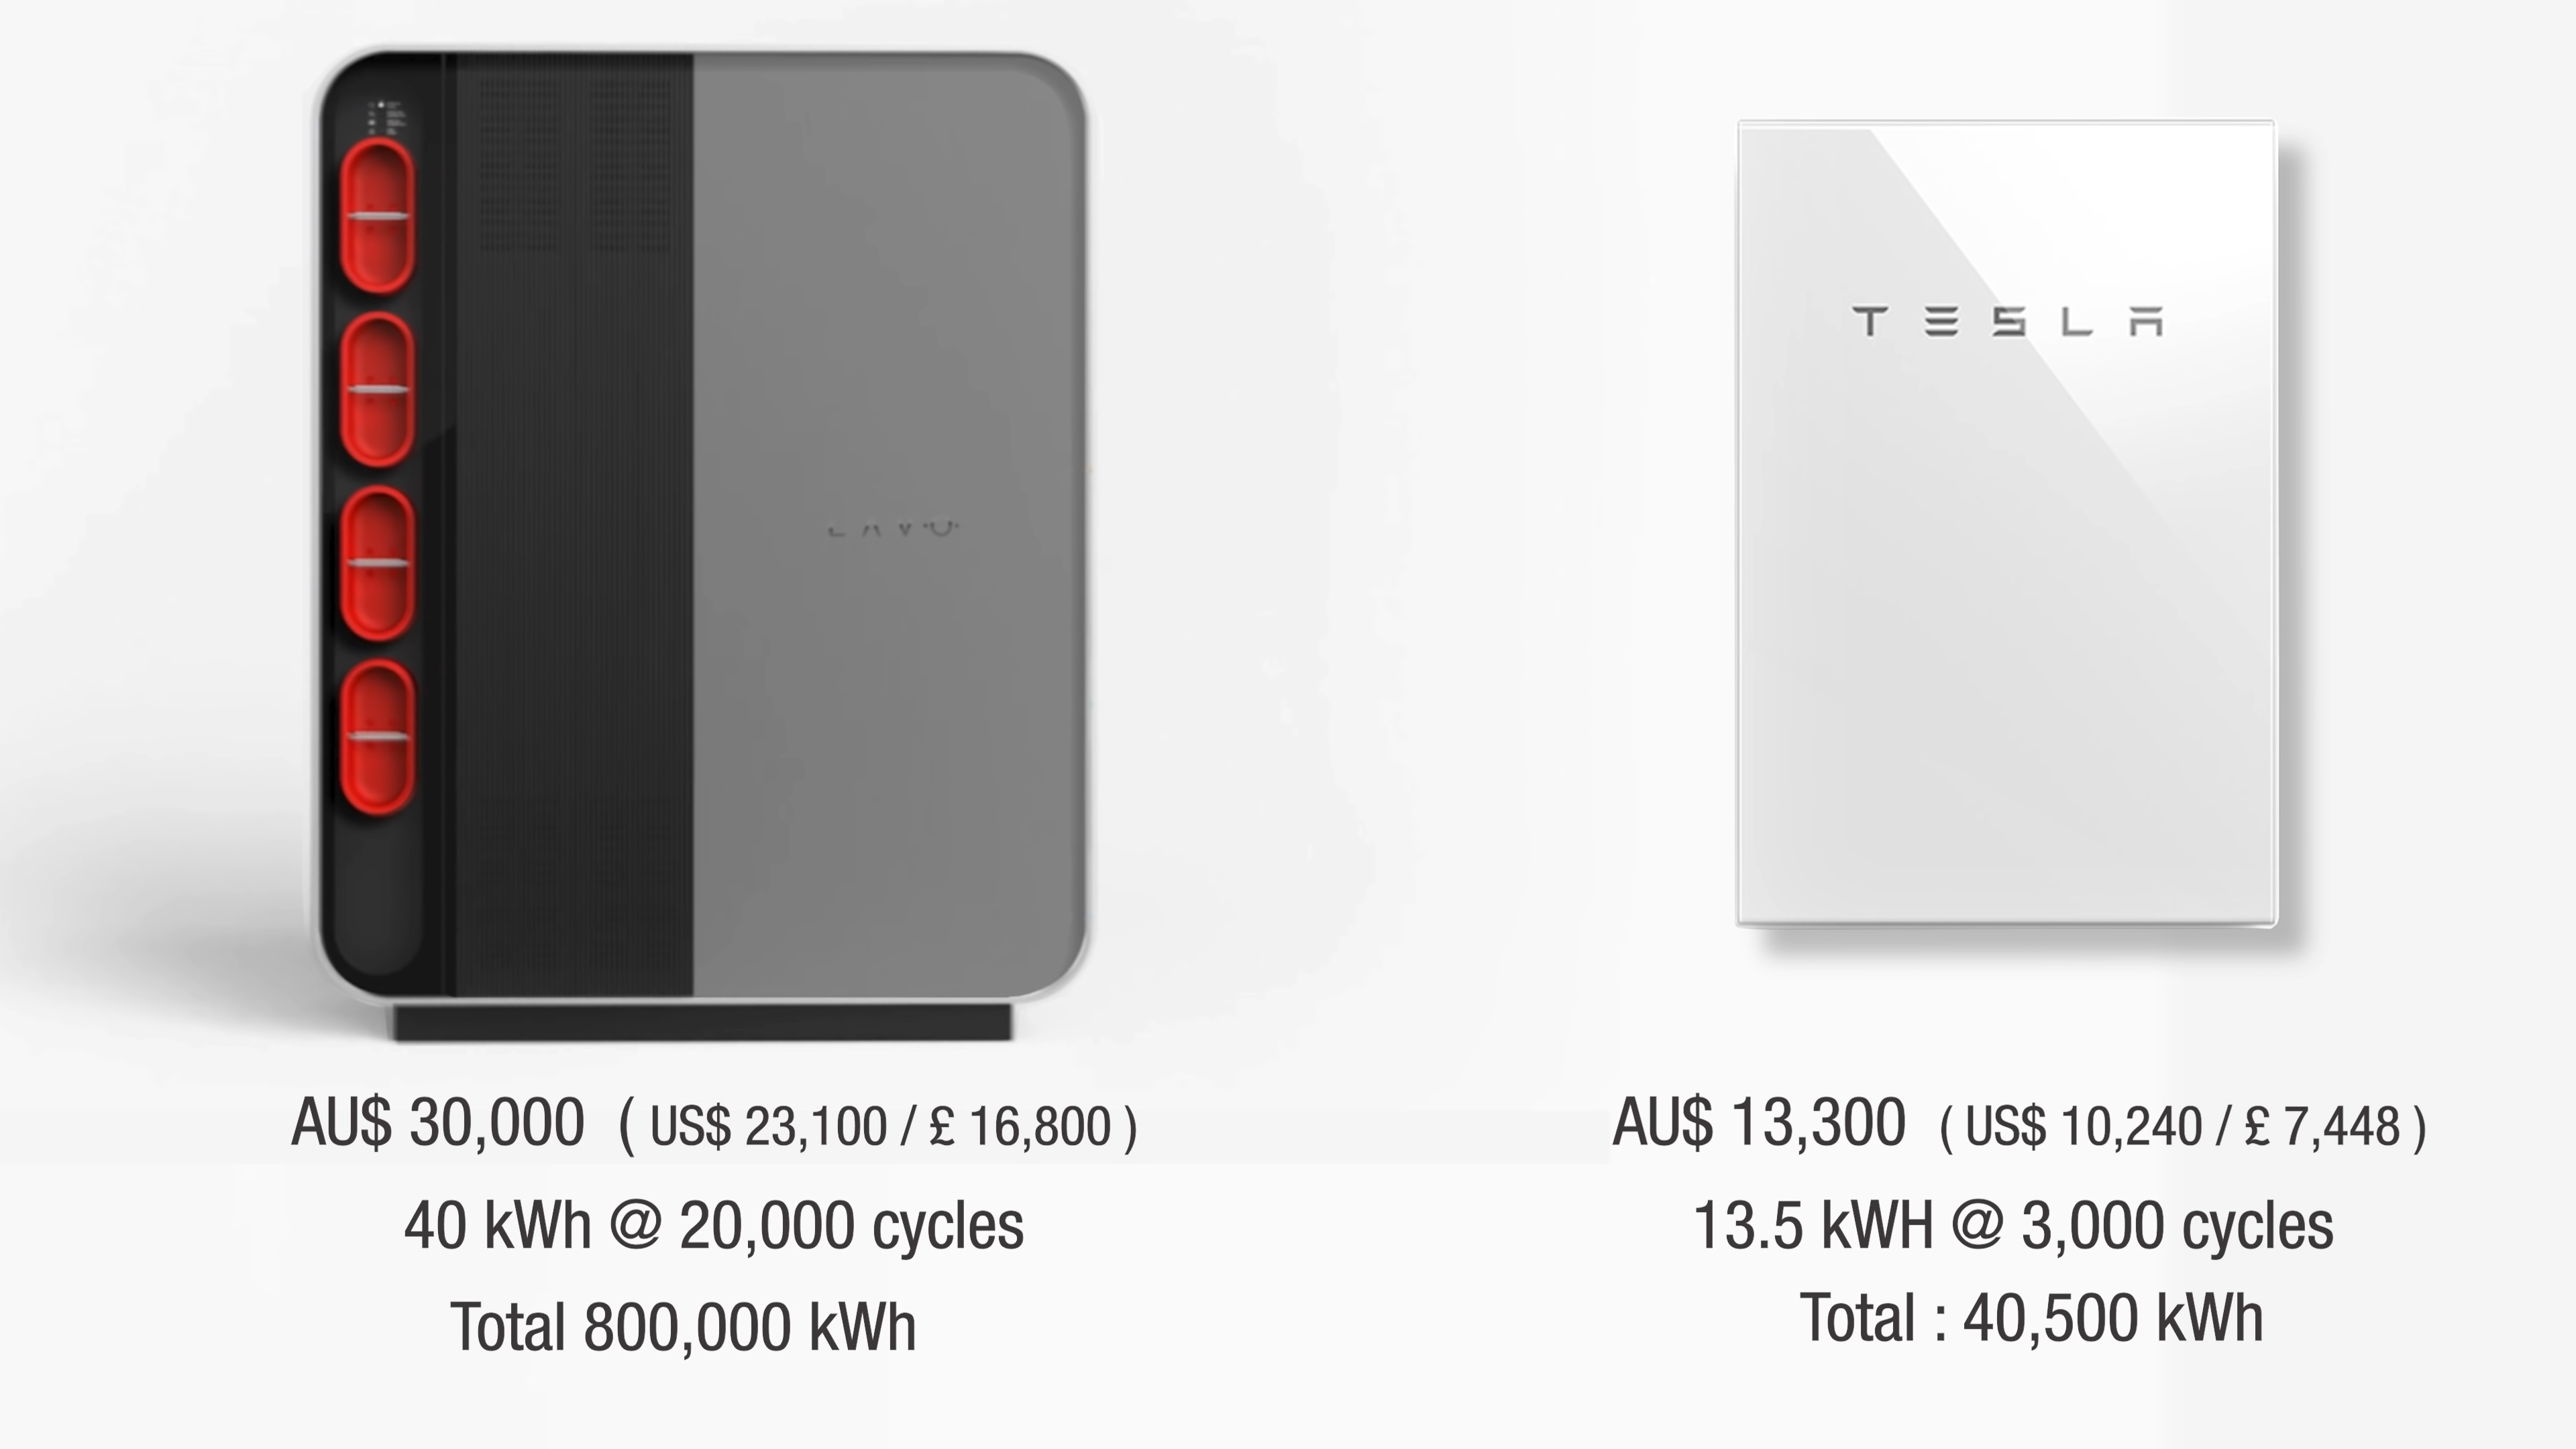 LAVO
TESLA
AU$ 30,000 ( US$ 23,100 / £ 16,800 )
40 kWh @ 20,000 cycles
Total 800,000 kWh
AU$ 13,300 ( US$ 10,240 / £ 7,448 )
13.5 kWH @ 3,000 cycles
Total : 40,500 kWh